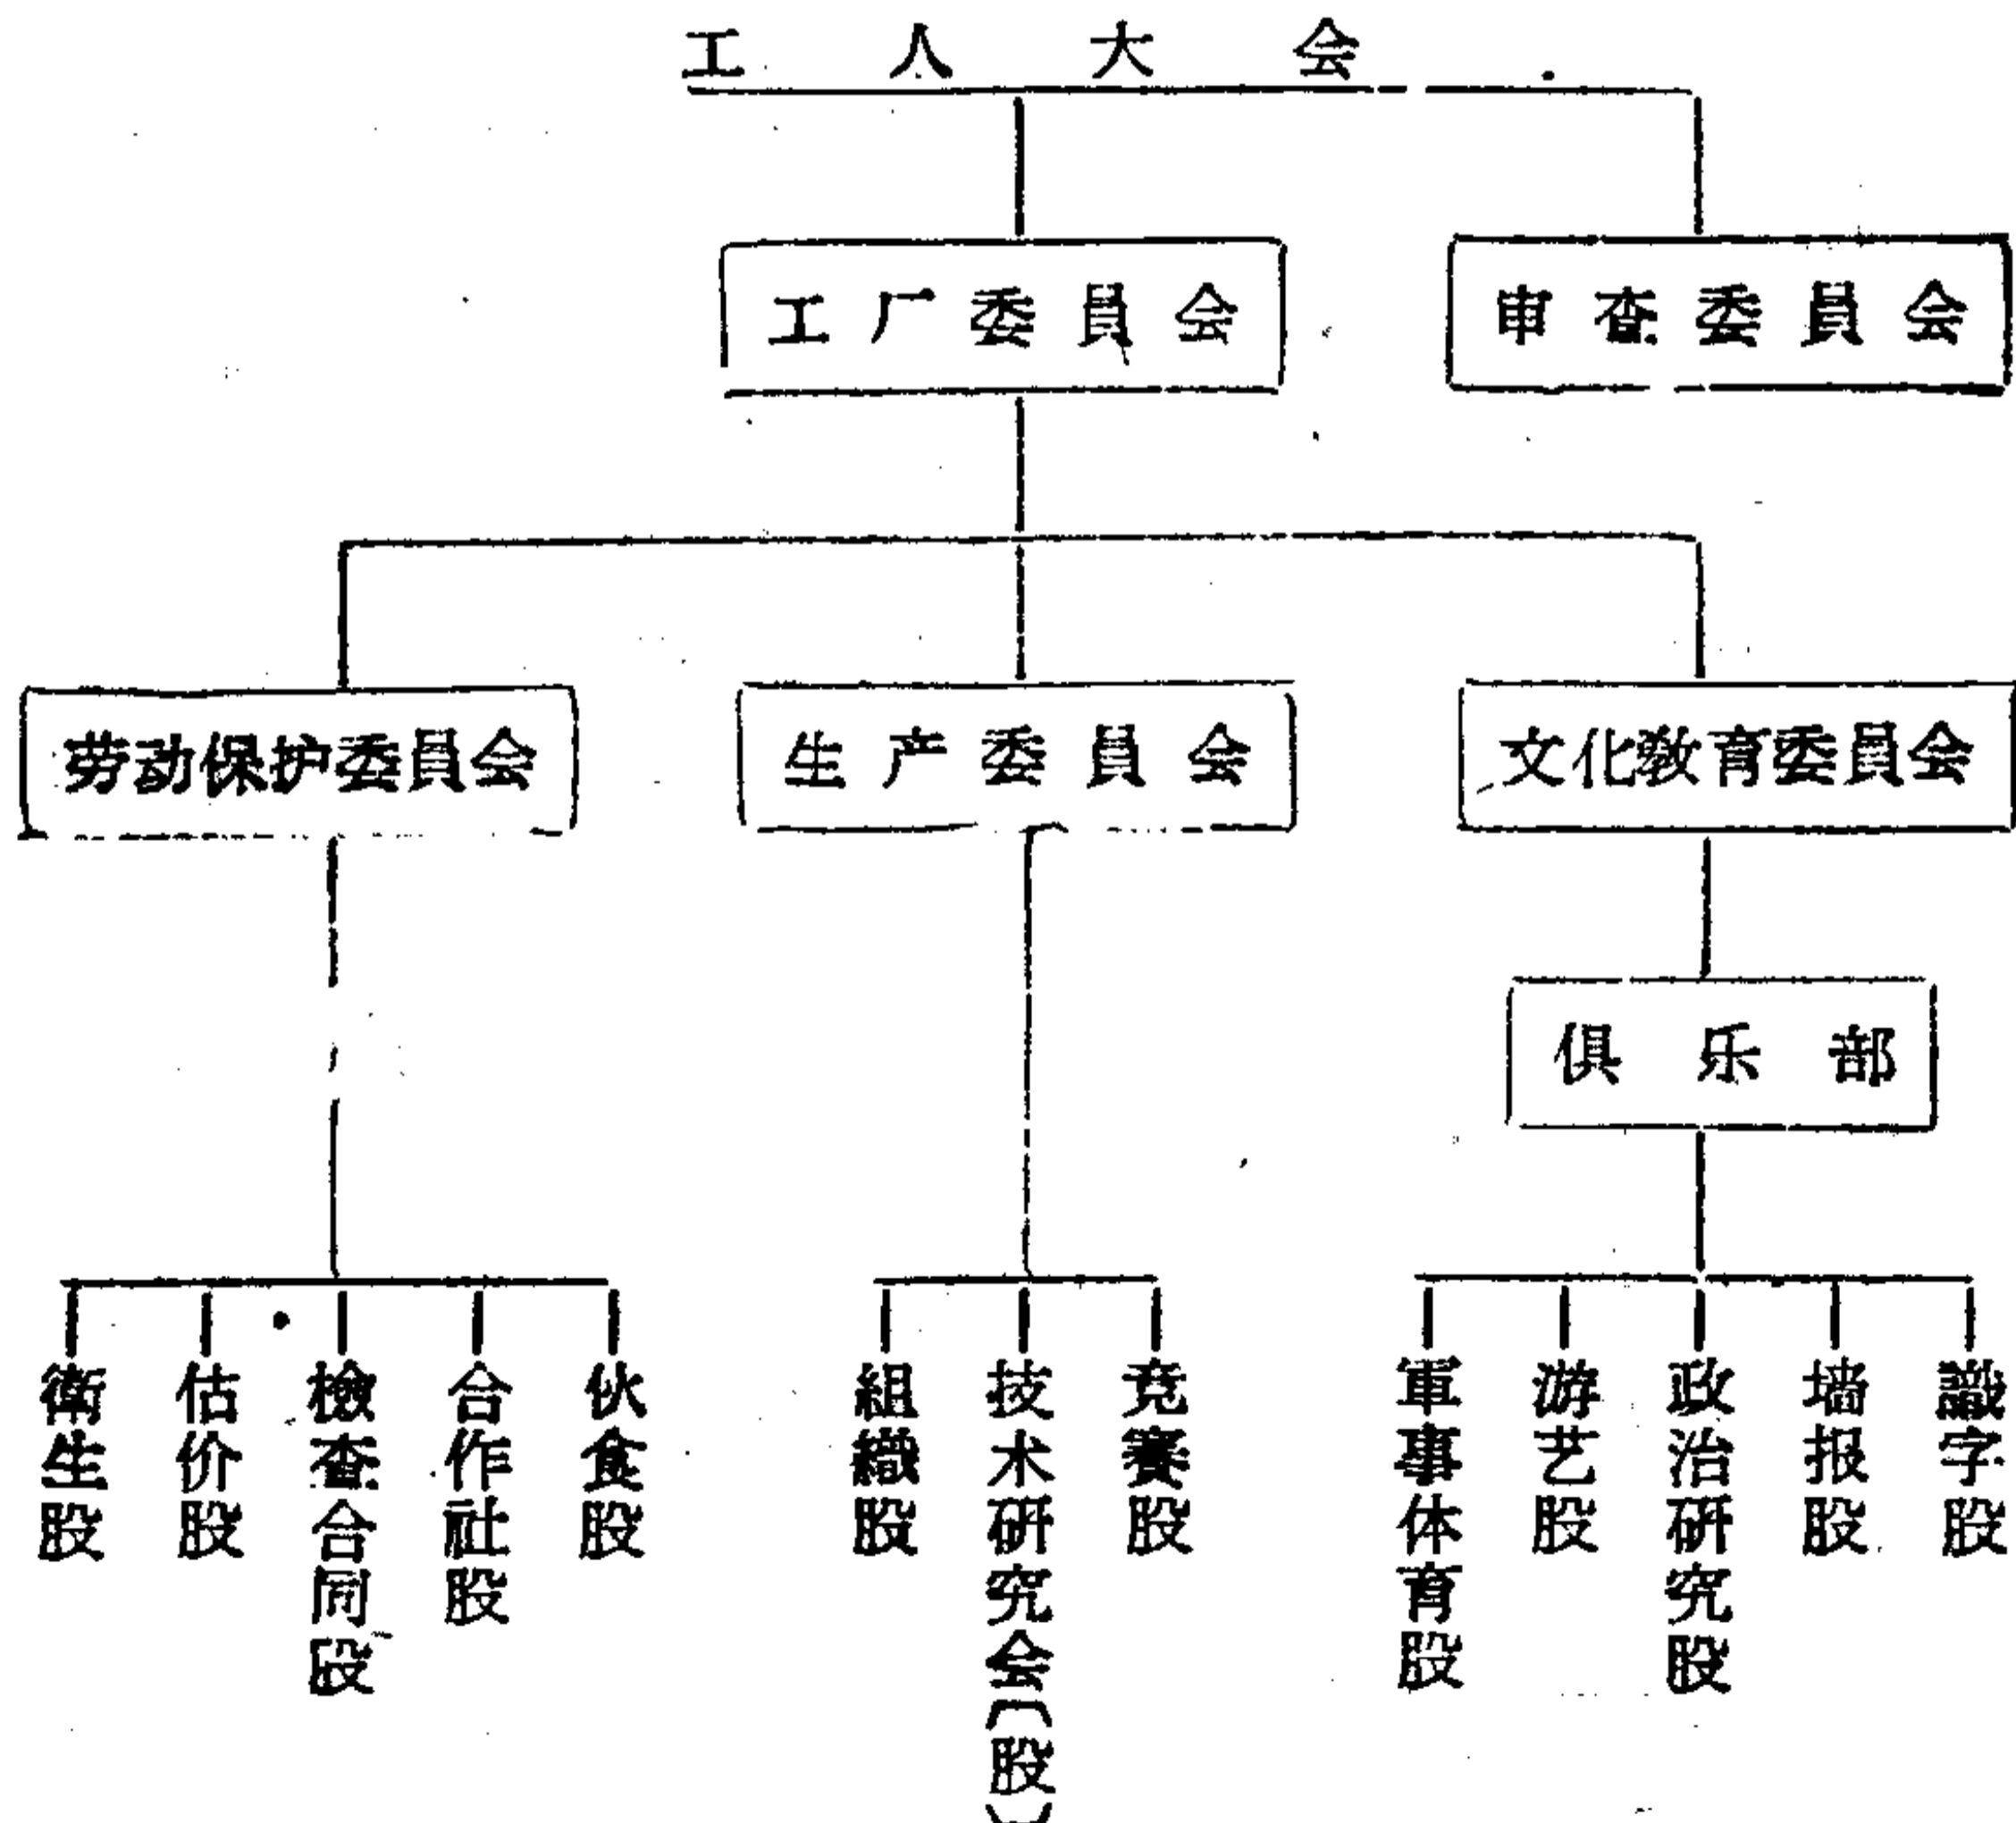 工人大会
工厂委員会
审查委員会
劳动保护委員会
生产委員会
文化敎育委員会
俱乐部
衛生股
估价股
檢查合同股
合作社股
伙食股
組織股
技术研究会(股)
竞賽股
軍事体育股
游艺股
政治研究股
墙报股
識字股